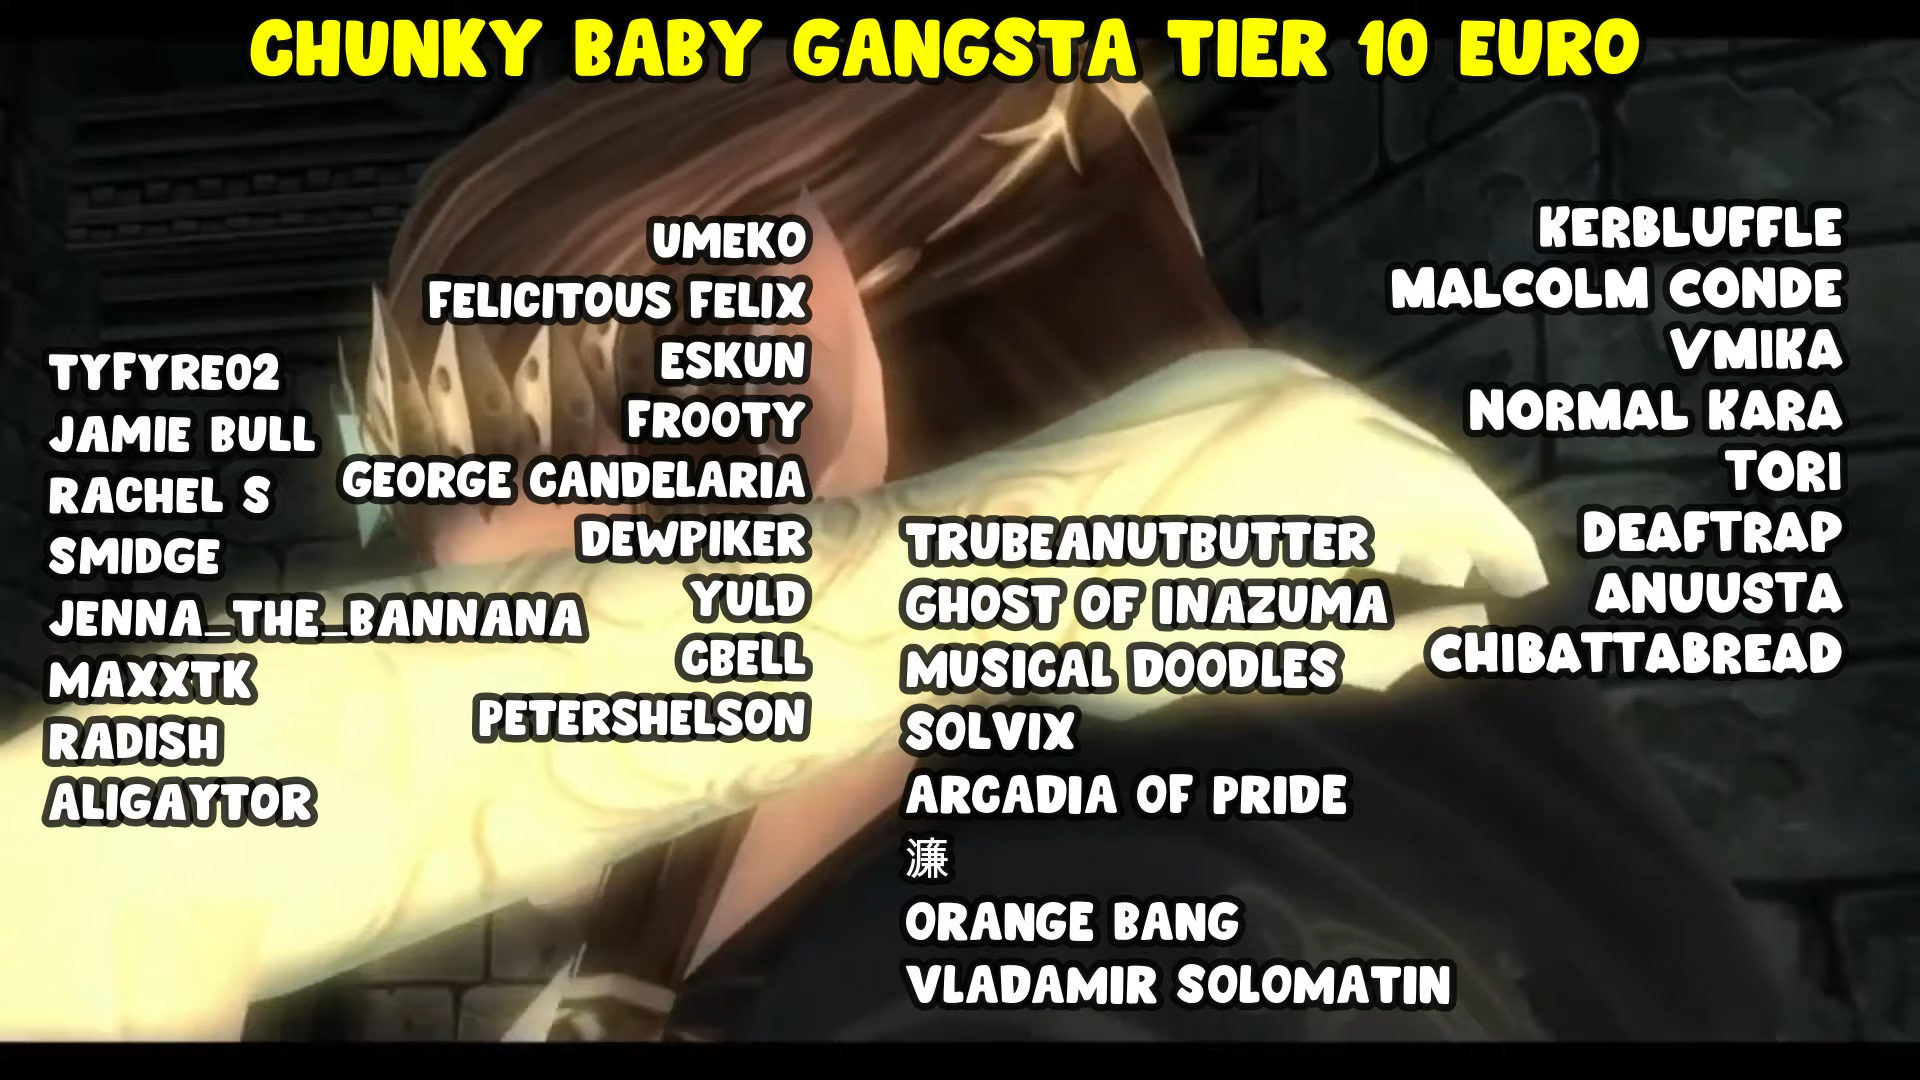 CHUNKY BABY GANGSTA TIER 10 EURO
TYFYRE02
JAMIE BULL
RACHEL S
SMIDGE
JENNA_THE_BANNANA
MAXXTK
RADISH
ALIGAYTOR
UMEKO
FELICITOUS FELIX
ESKUN
FROOTY
GEORGE CANDELARIA
DEWPIKER
YULD
CBELL
PETERSHELSON
TRUBEANUTBUTTER
GHOST OF INAZUMA
MUSICAL DOODLES
SOLVIX
ARCADIA OF PRIDE
濂
ORANGE BANG
VLADAMIR SOLOMATIN
KERBLUFFLE
MALCOLM CONDE
VMIKA
NORMAL KARA
TORI
DEAFTRAP
ANUUSTA
CHIBATTABREAD